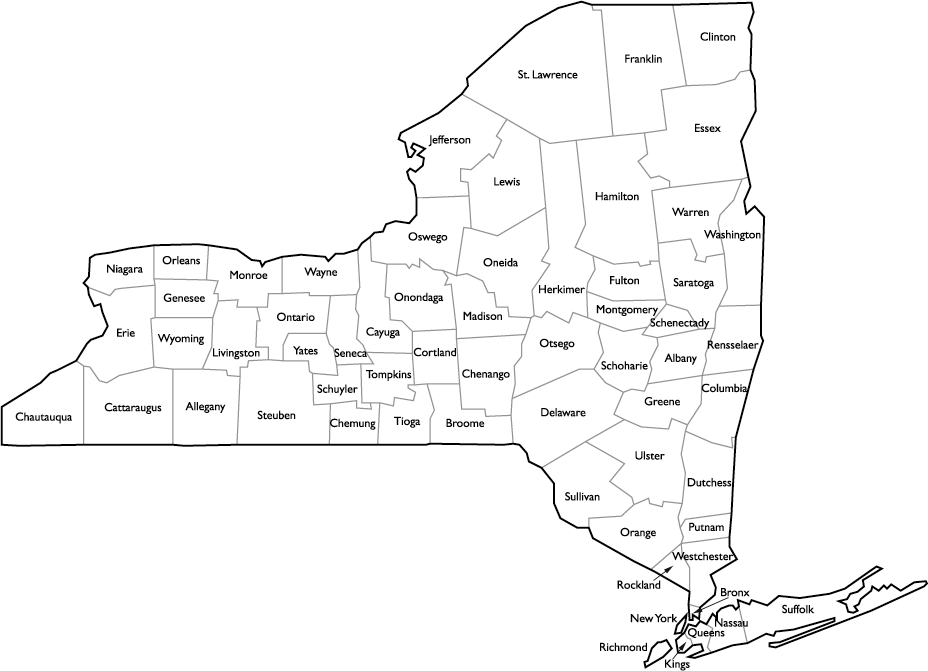 Clinton
Franklin
St. Lawrence
Essex
Jefferson
Lewis
Hamilton
Warren
Washington
Oswego
Oneida
Herkimer
Fulton
Saratoga
Niagara
Orleans
Monroe
Wayne
Genesee
Onondaga
Madison
Montgomery
Schenectady
Ontario
Erie
Wyoming
Cayuga
Otsego
Rensselaer
Livingston
Yates
Seneca
Cortland
Schoharie
Albany
Chenango
Tompkins
Schuyler
Columbia
Greene
Chautauqua
Cattaraugus
Allegany
Steuben
Chemung
Tioga
Broome
Delaware
Ulster
Dutchess
Sullivan
Orange
Putnam
Westchester
Rockland
Bronx
New York
Suffolk
Nassau
Queens
Richmond
Kings